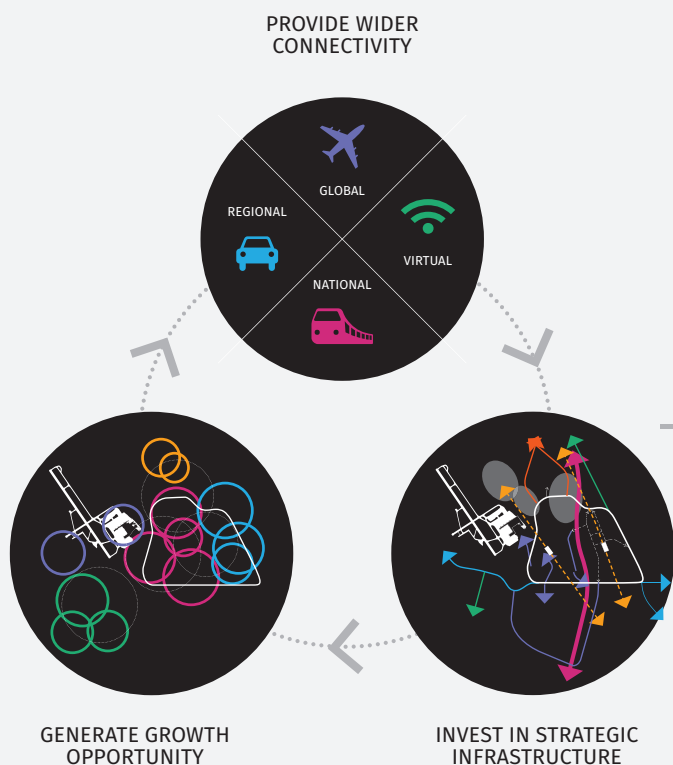 PROVIDE WIDER
CONNECTIVITY
GLOBAL
REGIONAL
VIRTUAL
NATIONAL
GENERATE GROWTH
OPPORTUNITY
INVEST IN STRATEGIC
INFRASTRUCTURE